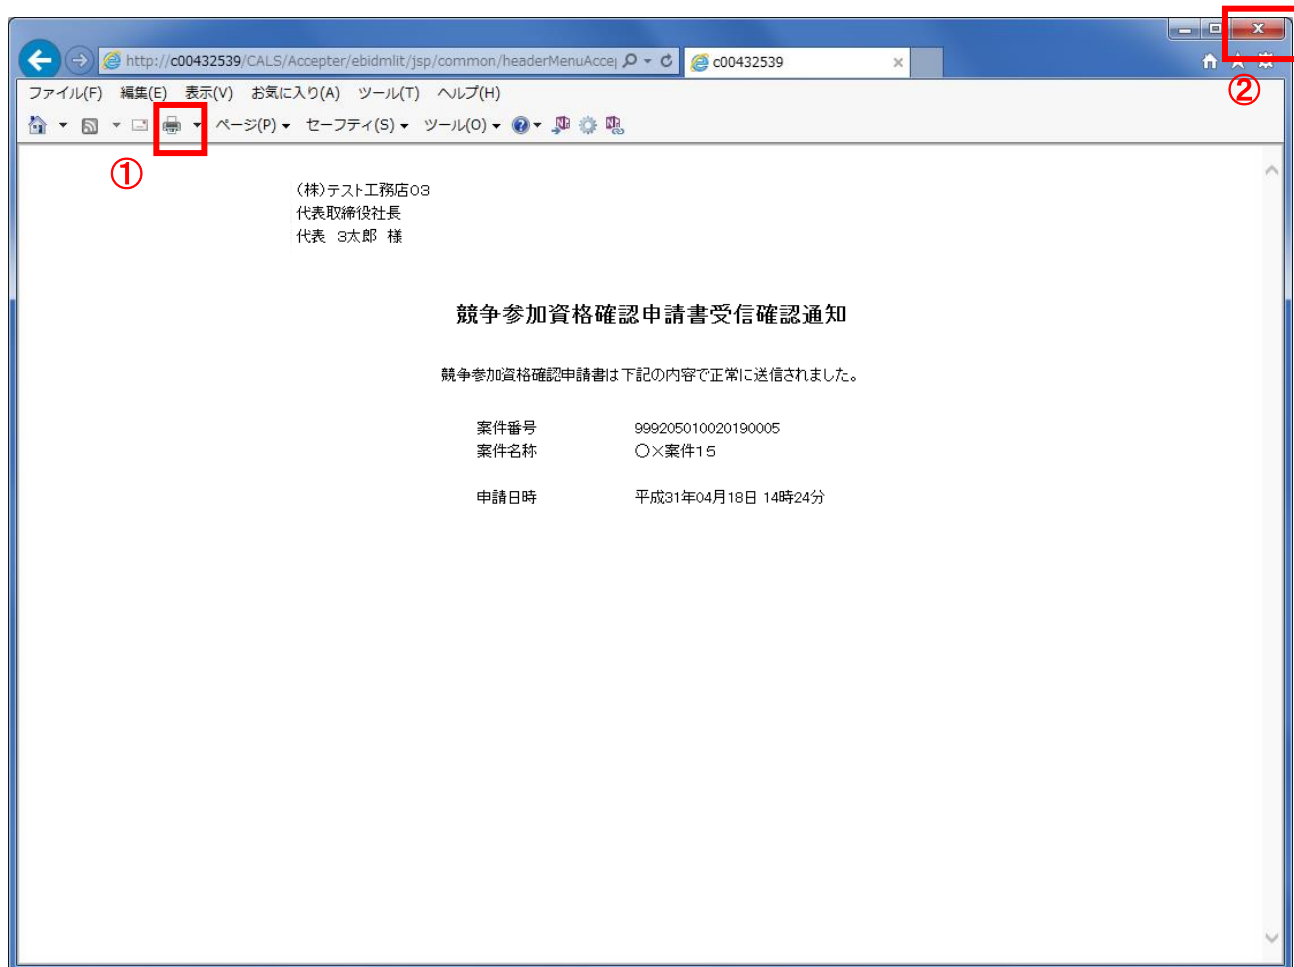 http://c00432539/CALS/Accepter/ebidmlit/jsp/common/headerMenuAccep
c00432539
ファイル(F) 編集(E) 表示(V) お気に入り(A) ツール(T) ヘルプ(H)
②
ページ(P) セーフティ(S) ツール(O)
①
(株)テスト工務店03
代表取締役社長
代表 3太郎 様
競争参加資格確認申請書受信確認通知
競争参加資格確認申請書は下記の内容で正常に送信されました。
案件番号 999205010020190005
案件名称 〇×案件15
申請日時 平成31年04月18日 14時24分